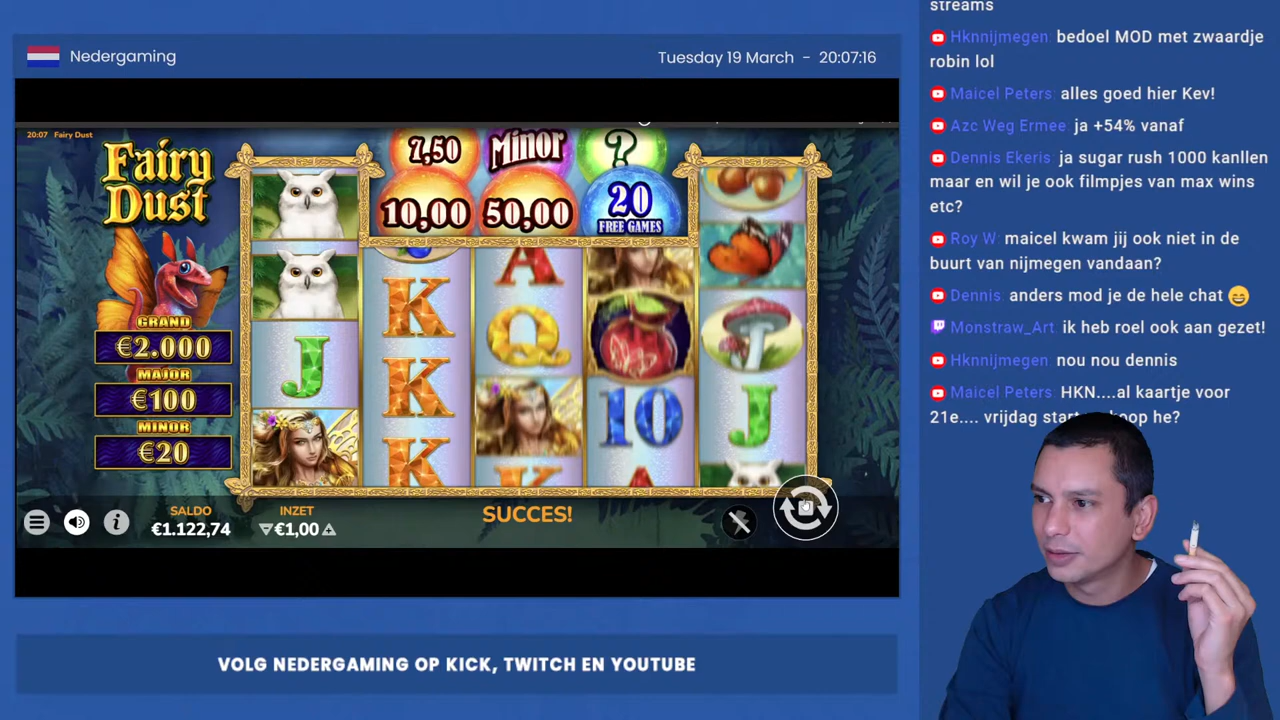 Nedergaming
Tuesday 19 March - 20:07:16
20:07 Fairy Dust
Fairy
Dust
7,50
Minor
?
10,00
50,00
20
FREE GAMES
GRAND
€2.000
MAJOR
€100
MINOR
€20
J
K
K
K
A
Q
K
10
J
SALDO
€1.122,74
INZET
€1,00
SUCCES!
VOLG NEDERGAMING OP KICK, TWITCH EN YOUTUBE
streams
Hknnijmegen: bedoel MOD met zwaardje
robin lol
Maicel Peters: alles goed hier Kev!
Azc Weg Ermee: ja +54% vanaf
Dennis Ekeris: ja sugar rush 1000 kanllen
maar en wil je ook filmpjes van max wins
etc?
Roy W: maicel kwam jij ook niet in de
buurt van nijmegen vandaan?
Dennis: anders mod je de hele chat 😄
Monstraw_Art: ik heb roel ook aan gezet!
Hknnijmegen: nou nou dennis
Maicel Peters: HKN....al kaartje voor
21e.... vrijdag he?